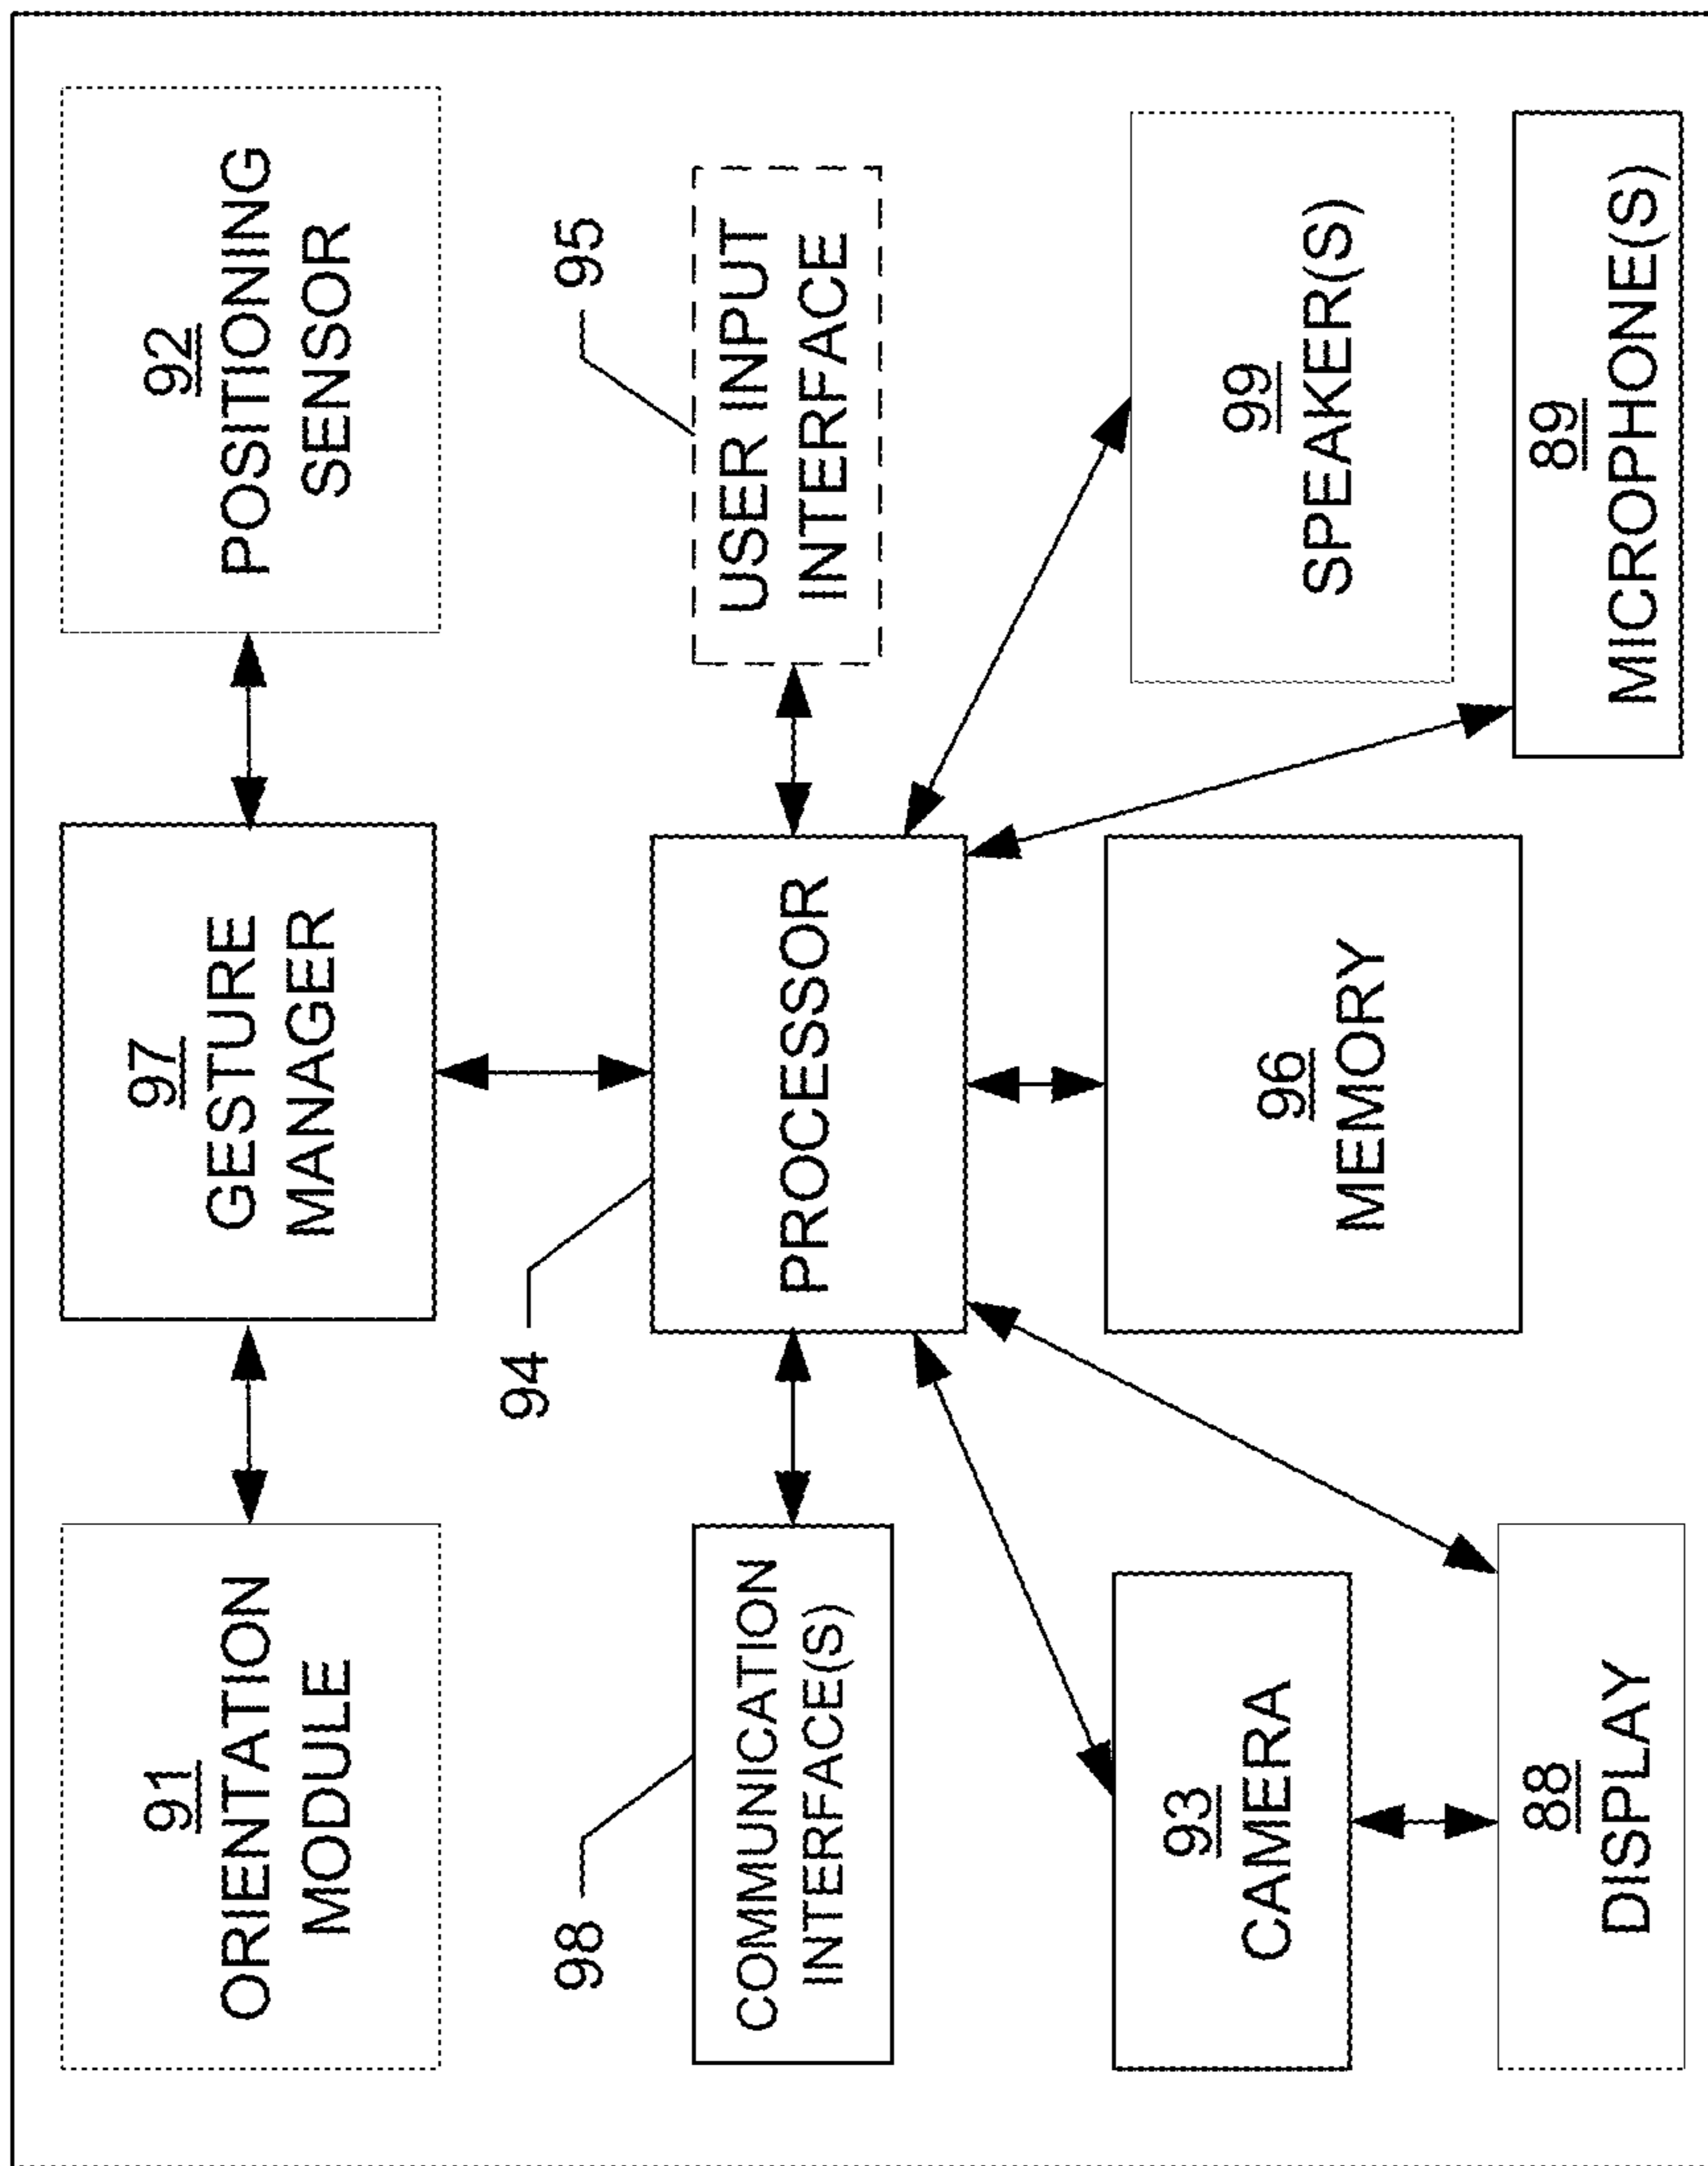 91
ORIENTATION
MODULE
97
GESTURE
MANAGER
92
POSITIONING
SENSOR
94
98
COMMUNICATION
INTERFACE(S)
PROCESSOR
95
USER INPUT
INTERFACE
93
CAMERA
88
DISPLAY
96
MEMORY
99
SPEAKER(S)
89
MICROPHONE(S)